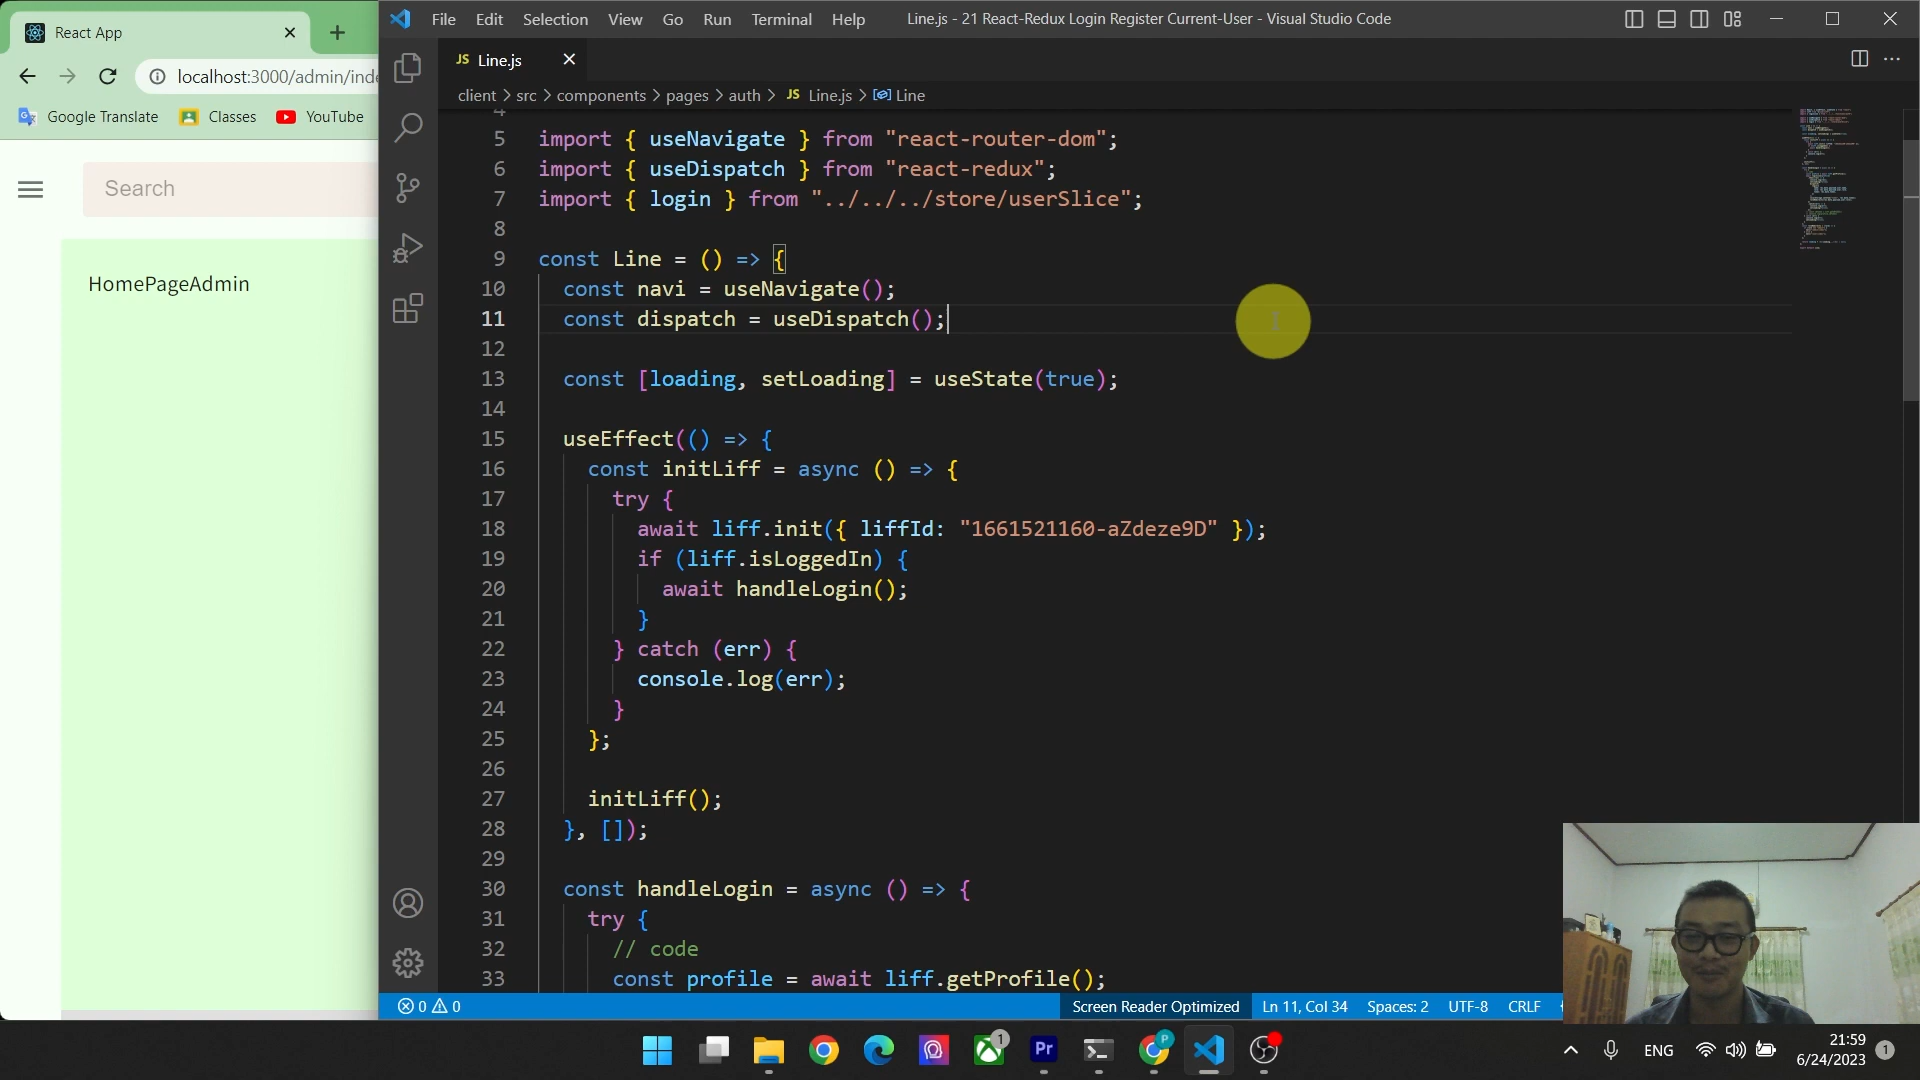 React App
localhost:3000/admin/inde
Google Translate
Classes
YouTube
Search
HomePageAdmin
File Edit Selection View Go Run Terminal Help
Line.js - 21 React-Redux Login Register Current-User - Visual Studio Code
JS Line.js
client > src > components > pages > auth > JS Line.js > Line
4
5 import { useNavigate } from "react-router-dom";
6 import { useDispatch } from "react-redux";
7 import { login } from "../../../store/userSlice";
8
9 const Line = () => {
10 const navi = useNavigate();
11 const dispatch = useDispatch();
12
13 const [loading, setLoading] = useState(true);
14
15 useEffect(() => {
16 const initLiff = async () => {
17 try {
18 await liff.init({ liffId: "1661521160-aZdeze9D" });
19 if (liff.isLoggedIn) {
20 await handleLogin();
21 }
22 } catch (err) {
23 console.log(err);
24 }
25 };
26
27 initLiff();
28 }, []);
29
30 const handleLogin = async () => {
31 try {
32 // code
33 const profile = await liff.getProfile();
0 0
Screen Reader Optimized
Ln 11, Col 34
Spaces: 2
UTF-8
CRLF
1
Pr
P
ENG
21:59
6/24/2023
1